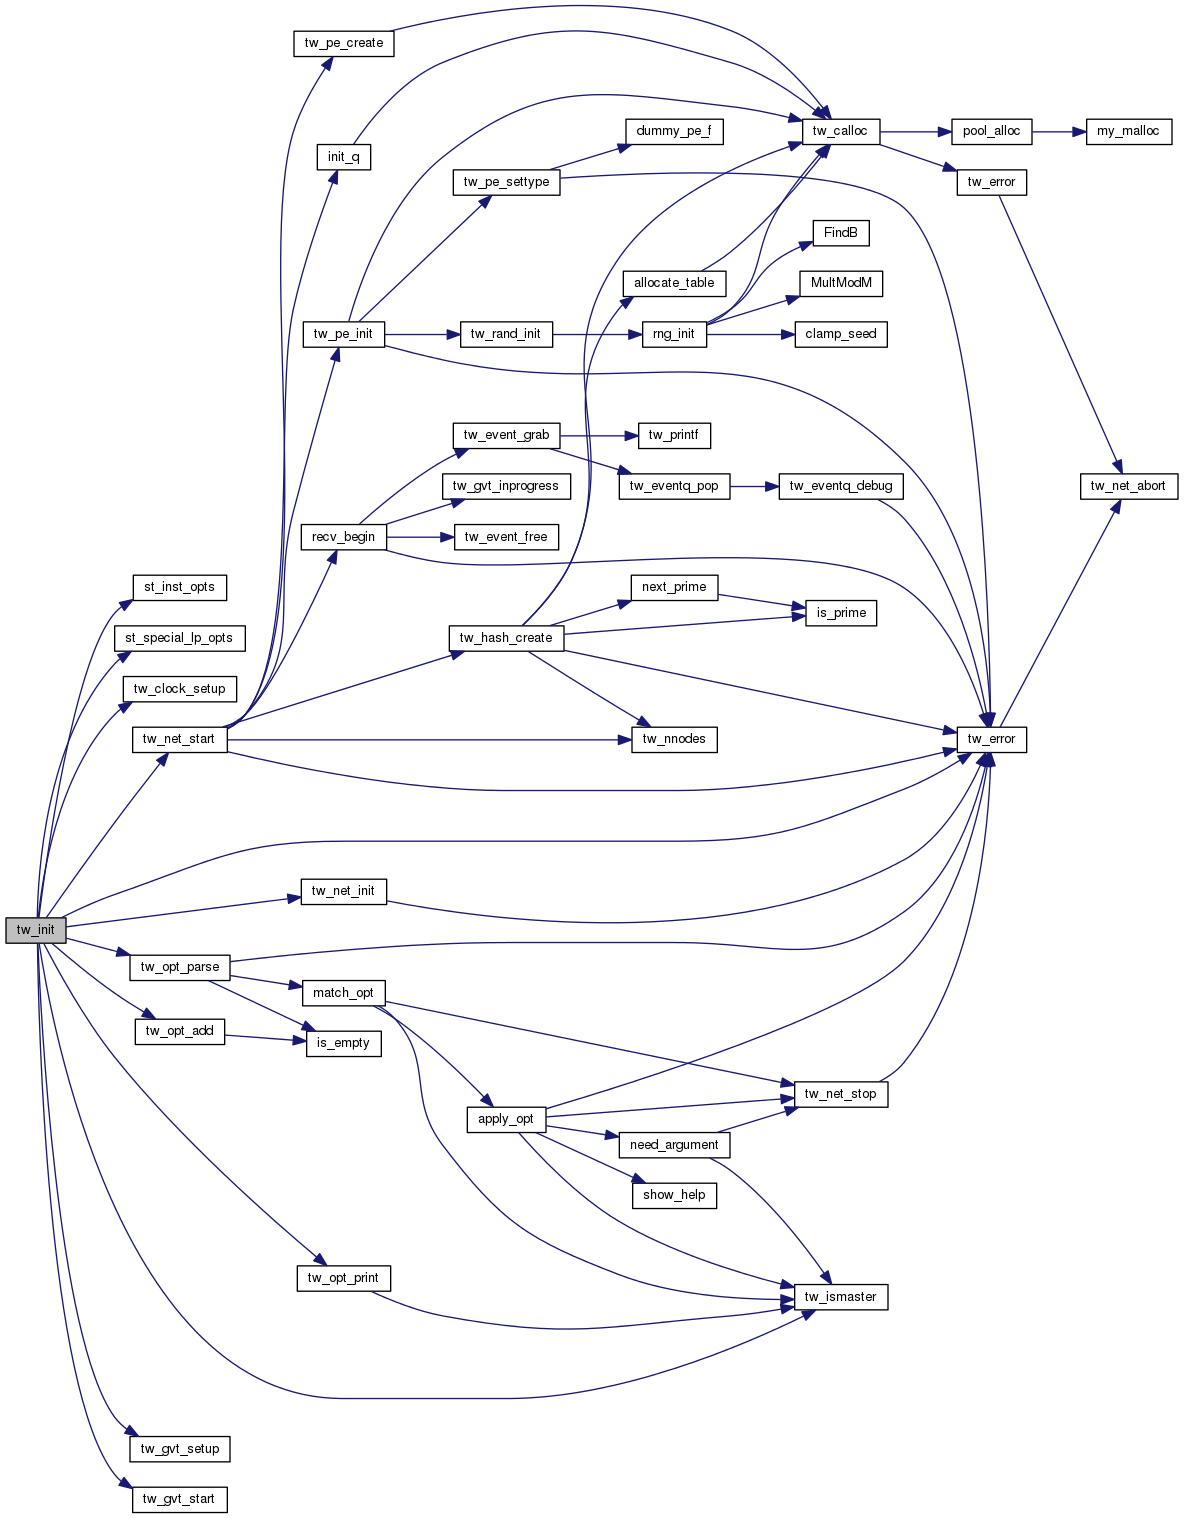 tw_pe_create
tw_calloc
dummy_pe_f
pool_alloc
my_malloc
init_q
tw_pe_settype
tw_error
FindB
allocate_table
MultModM
tw_pe_init
tw_rand_init
rng_init
clamp_seed
tw_event_grab
tw_printf
tw_gvt_inprogress
tw_eventq_pop
tw_eventq_debug
tw_net_abort
recv_begin
tw_event_free
st_inst_opts
next_prime
is_prime
st_special_lp_opts
tw_hash_create
tw_clock_setup
tw_net_start
tw_nnodes
tw_error
tw_net_init
tw_init
tw_opt_parse
match_opt
tw_opt_add
is_empty
tw_net_stop
apply_opt
need_argument
show_help
tw_opt_print
tw_ismaster
tw_gvt_setup
tw_gvt_start